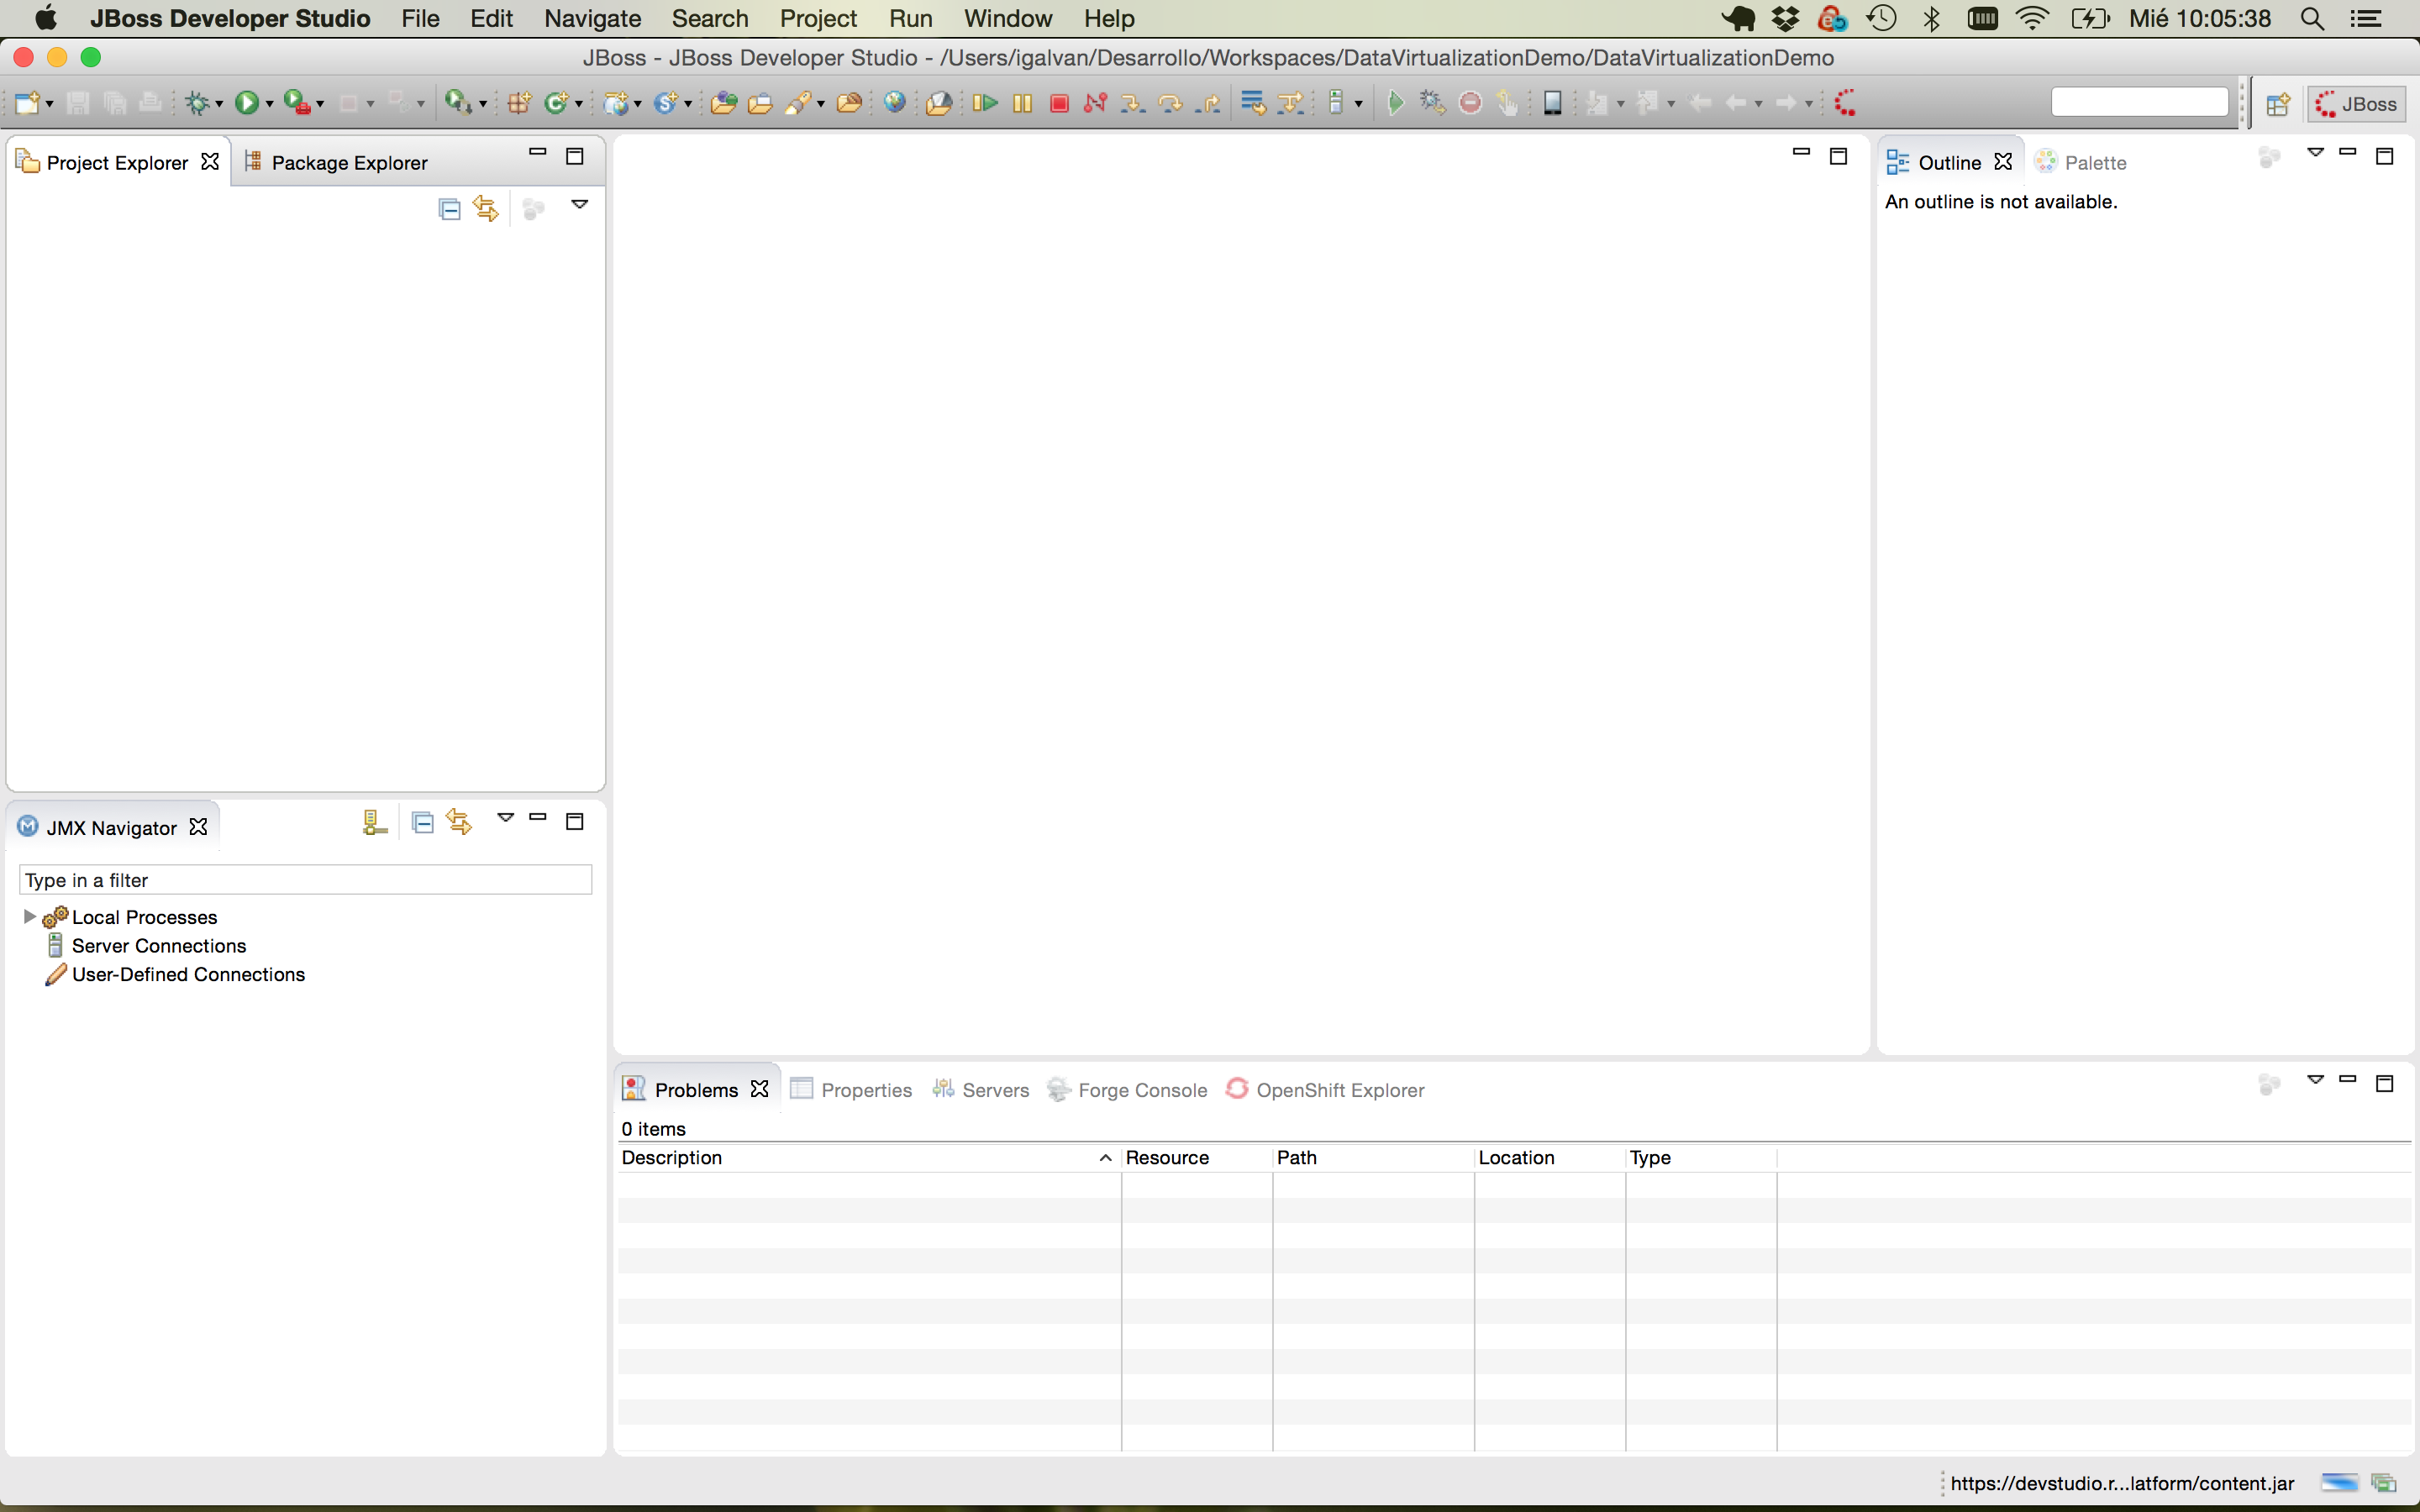 JBoss Developer Studio File Edit Navigate Search Project Run Window Help Mié 10:05:38
JBoss - JBoss Developer Studio - /Users/igalvan/Desarrollo/Workspaces/DataVirtualizationDemo/DataVirtualizationDemo
JBoss
Project Explorer Package Explorer
Outline Palette
An outline is not available.
JMX Navigator
Type in a filter
Local Processes
Server Connections
User-Defined Connections
Problems Properties Servers Forge Console OpenShift Explorer
0 items
Description Resource Path Location Type
https://devstudio.r...latform/content.jar